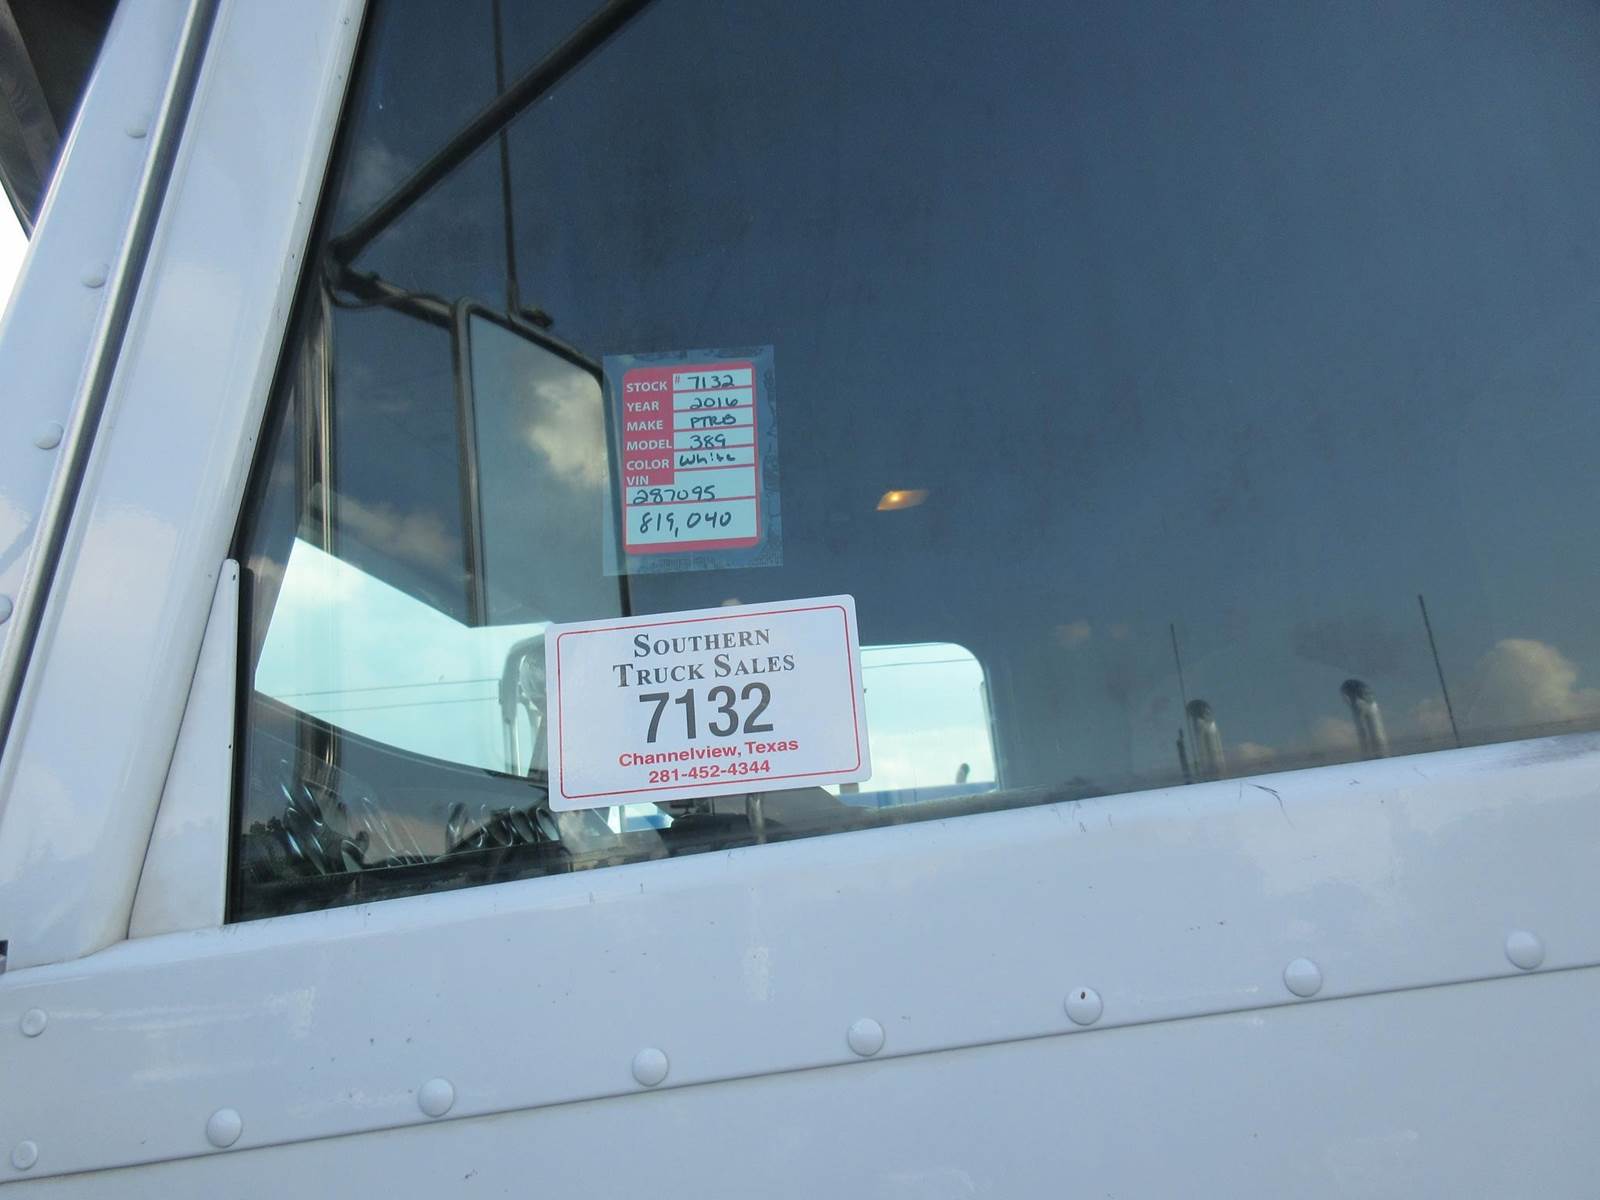 STOCK # 7132
YEAR 2016
MAKE PTRB
MODEL 389
COLOR White
VIN
287095
819,040
SOUTHERN
TRUCK SALES
7132
Channelview, Texas
281-452-4344